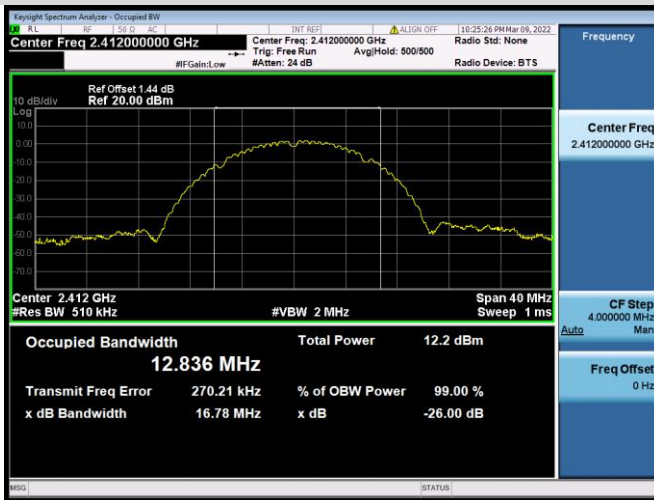 Keysight Spectrum Analyzer - Occupied BW
RL RF 50 Ω AC INT REF ALIGN OFF 10:25:26 PM Mar 09, 2022
Center Freq 2.412000000 GHz
Center Freq: 2.412000000 GHz
Radio Std: None
Trig: Free Run Avg|Hold: 500/500
#IFGain:Low
#Atten: 24 dB
Radio Device: BTS
Ref Offset 1.44 dB
10 dB/div Ref 20.00 dBm
Log
10.0
0.00
-10.0
-20.0
-30.0
-40.0
-50.0
-60.0
-70.0
Center 2.412 GHz
Span 40 MHz
#Res BW 510 kHz
#VBW 2 MHz
Sweep 1 ms
Occupied Bandwidth
Total Power 12.2 dBm
12.836 MHz
Transmit Freq Error 270.21 kHz
% of OBW Power 99.00 %
x dB Bandwidth 16.78 MHz
x dB -26.00 dB
MSG
STATUS
Frequency
Center Freq
2.412000000 GHz
CF Step
4.000000 MHz
Auto Man
Freq Offset
0 Hz